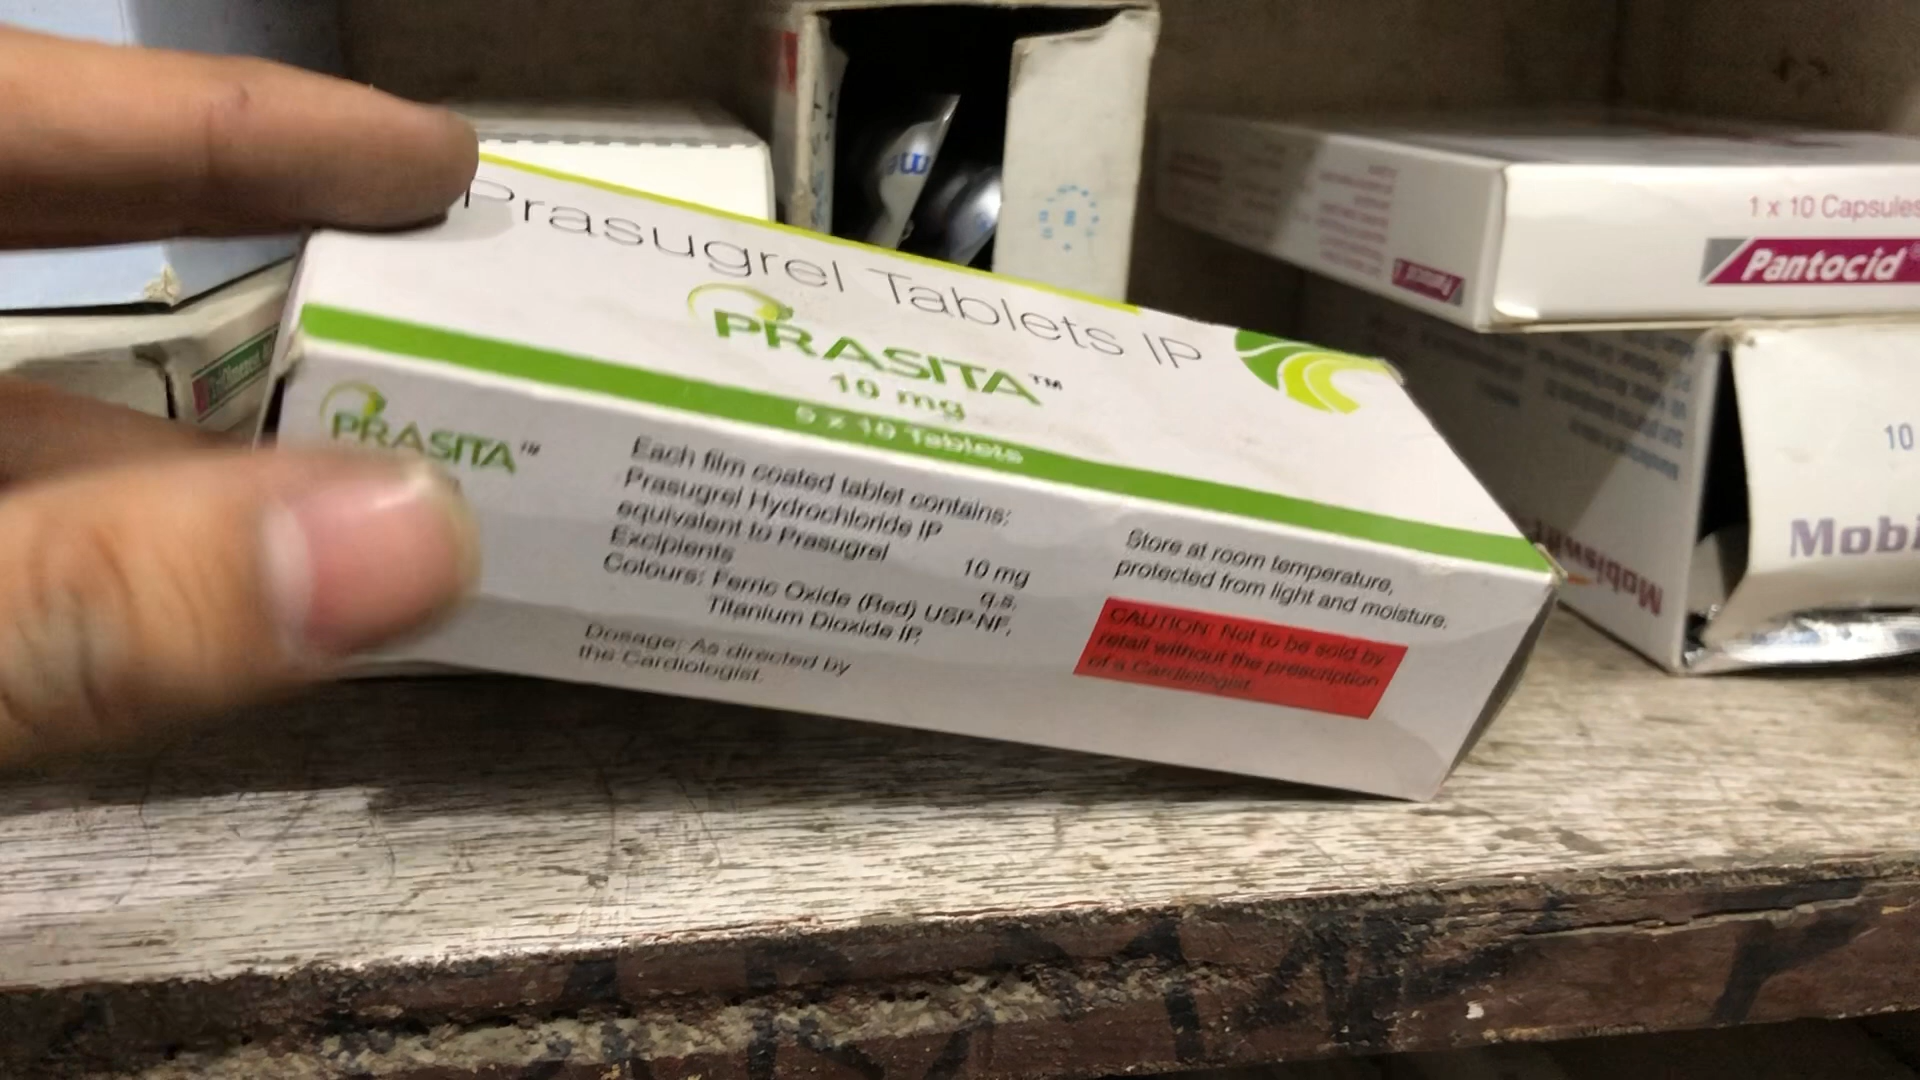 Prasugrel Tablets IP
PRASITA™
10 mg
5 x 10 Tablets
PRASITA™
Each film coated tablet contains:
Prasugrel Hydrochloride IP
equivalent to Prasugrel 10 mg
Excipients q.s.
Colours: Ferric Oxide (Red) USP-NF,
Titanium Dioxide IP.
Dosage: As directed by
the Cardiologist.
Store at room temperature,
protected from light and moisture.
CAUTION: Not to be sold by
retail without the prescription
of a Cardiologist.
1 x 10 Capsules
Pantocid
10
Mobi